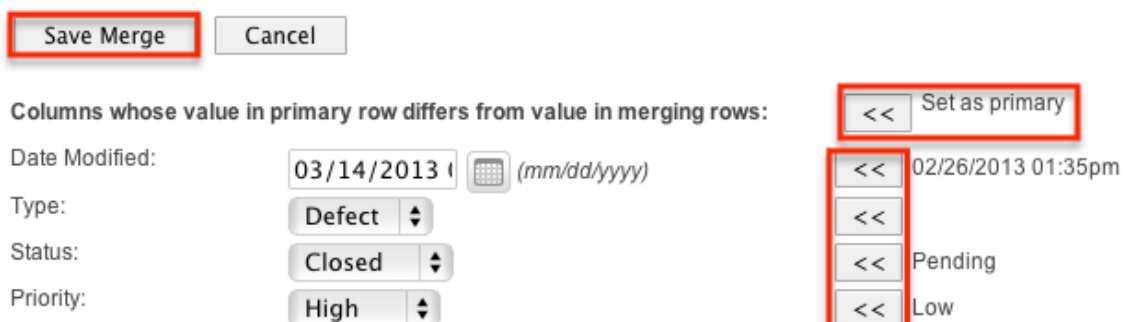 Save Merge Cancel
Columns whose value in primary row differs from value in merging rows: << Set as primary
Date Modified: 03/14/2013 (mm/dd/yyyy) << 02/26/2013 01:35pm
Type: Defect <<
Status: Closed << Pending
Priority: High << Low